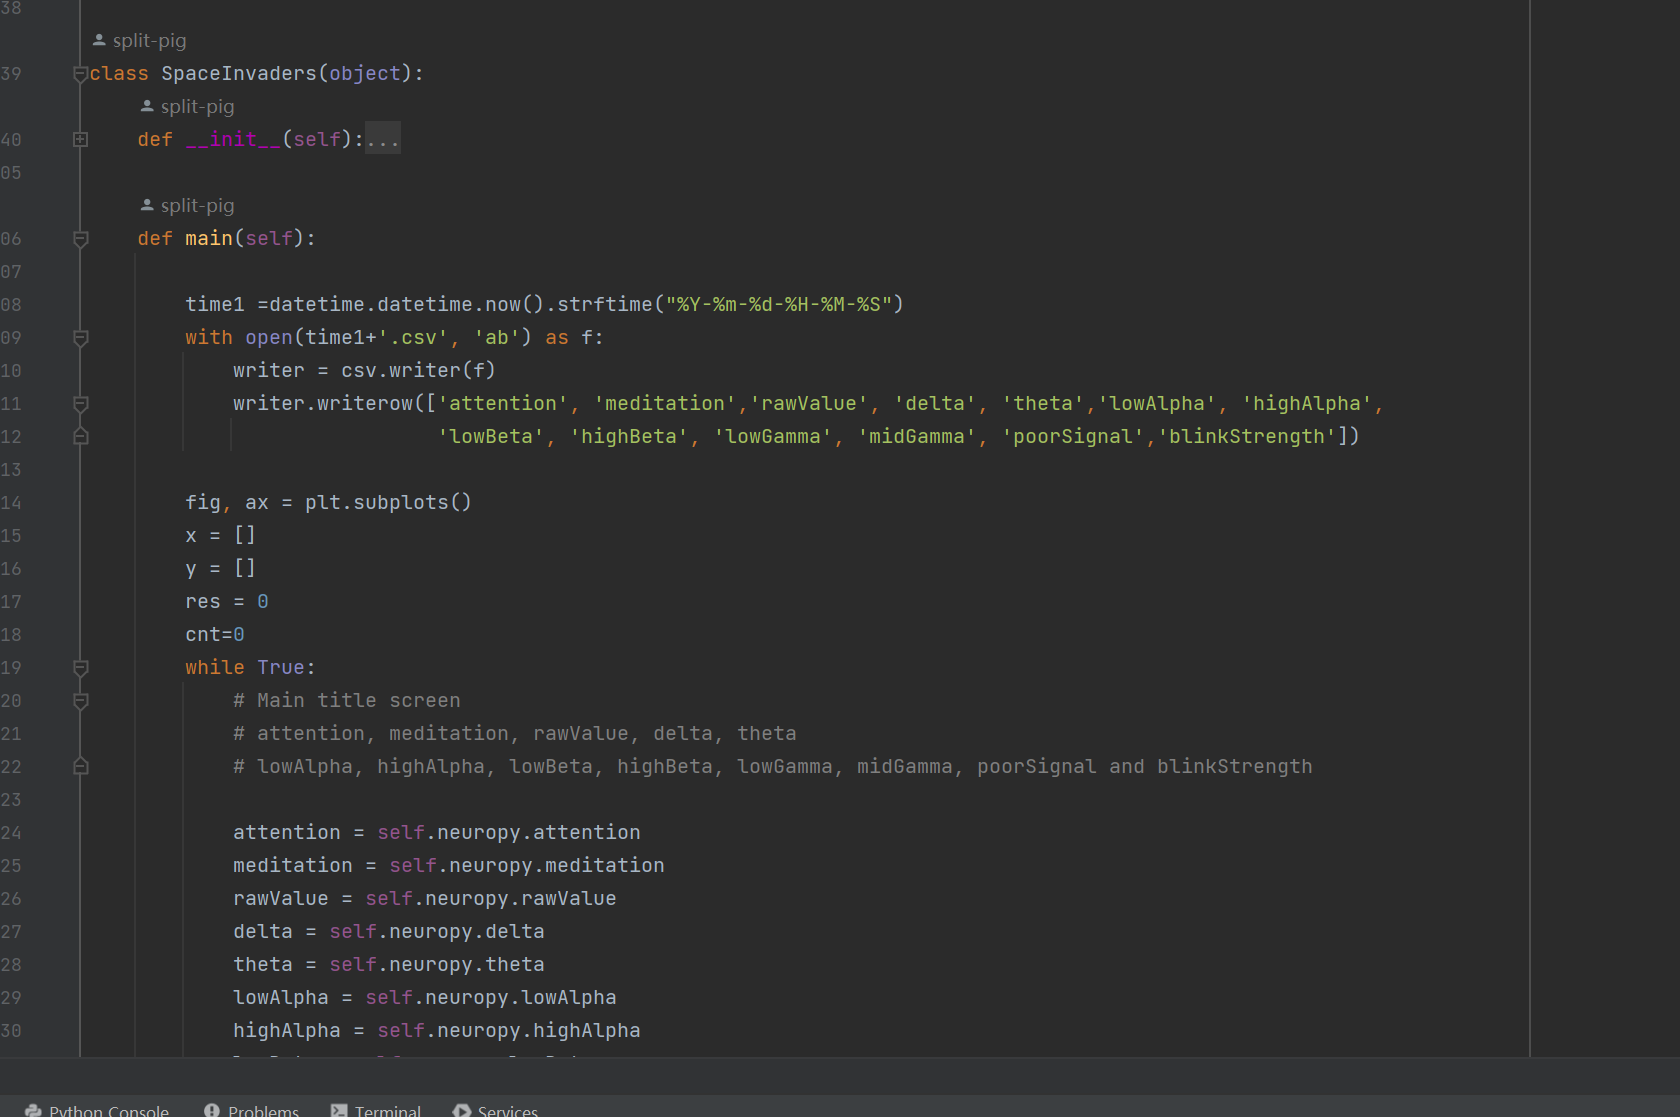 38
split-pig
39 class SpaceInvaders(object):
split-pig
40 def __init__(self):...
05
split-pig
06 def main(self):
07
08 time1 =datetime.datetime.now().strftime("%Y-%m-%d-%H-%M-%S")
09 with open(time1+'.csv', 'ab') as f:
10 writer = csv.writer(f)
11 writer.writerow(['attention', 'meditation','rawValue', 'delta', 'theta','lowAlpha', 'highAlpha',
12 'lowBeta', 'highBeta', 'lowGamma', 'midGamma', 'poorSignal','blinkStrength'])
13
14 fig, ax = plt.subplots()
15 x = []
16 y = []
17 res = 0
18 cnt=0
19 while True:
20 # Main title screen
21 # attention, meditation, rawValue, delta, theta
22 # lowAlpha, highAlpha, lowBeta, highBeta, lowGamma, midGamma, poorSignal and blinkStrength
23
24 attention = self.neuropy.attention
25 meditation = self.neuropy.meditation
26 rawValue = self.neuropy.rawValue
27 delta = self.neuropy.delta
28 theta = self.neuropy.theta
29 lowAlpha = self.neuropy.lowAlpha
30 highAlpha = self.neuropy.highAlpha
Python Console Problems Terminal Services